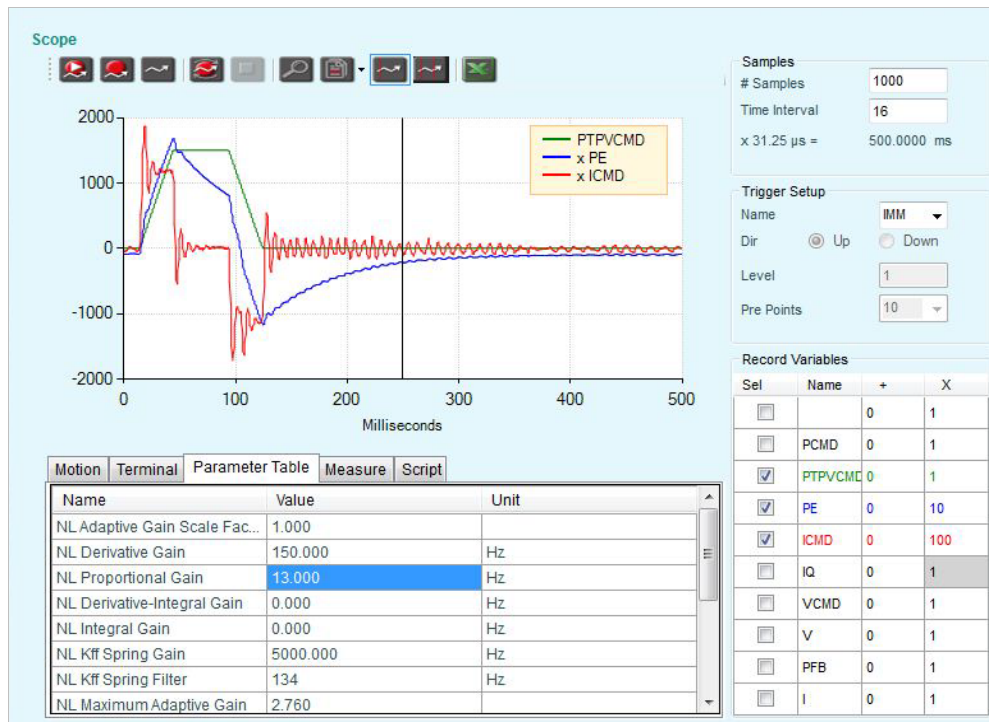 Scope
2000
1000
0
-1000
-2000
0 100 200 300 400 500
Milliseconds
PTPVCMD
x PE
x ICMD
Motion Terminal Parameter Table Measure Script
Name Value Unit
NL Adaptive Gain Scale Fac... 1.000
NL Derivative Gain 150.000 Hz
NL Proportional Gain 13.000 Hz
NL Derivative-Integral Gain 0.000 Hz
NL Integral Gain 0.000 Hz
NL Kff Spring Gain 5000.000 Hz
NL Kff Spring Filter 134 Hz
NL Maximum Adaptive Gain 2.760
Samples
# Samples 1000
Time Interval 16
x 31.25 µs = 500.0000 ms
Trigger Setup
Name IMM
Dir Up Down
Level 1
Pre Points 10
Record Variables
Sel Name + X
0 1
PCMD 0 1
PTPVCMD 0 1
PE 0 10
ICMD 0 100
IQ 0 1
VCMD 0 1
V 0 1
PFB 0 1
I 0 1